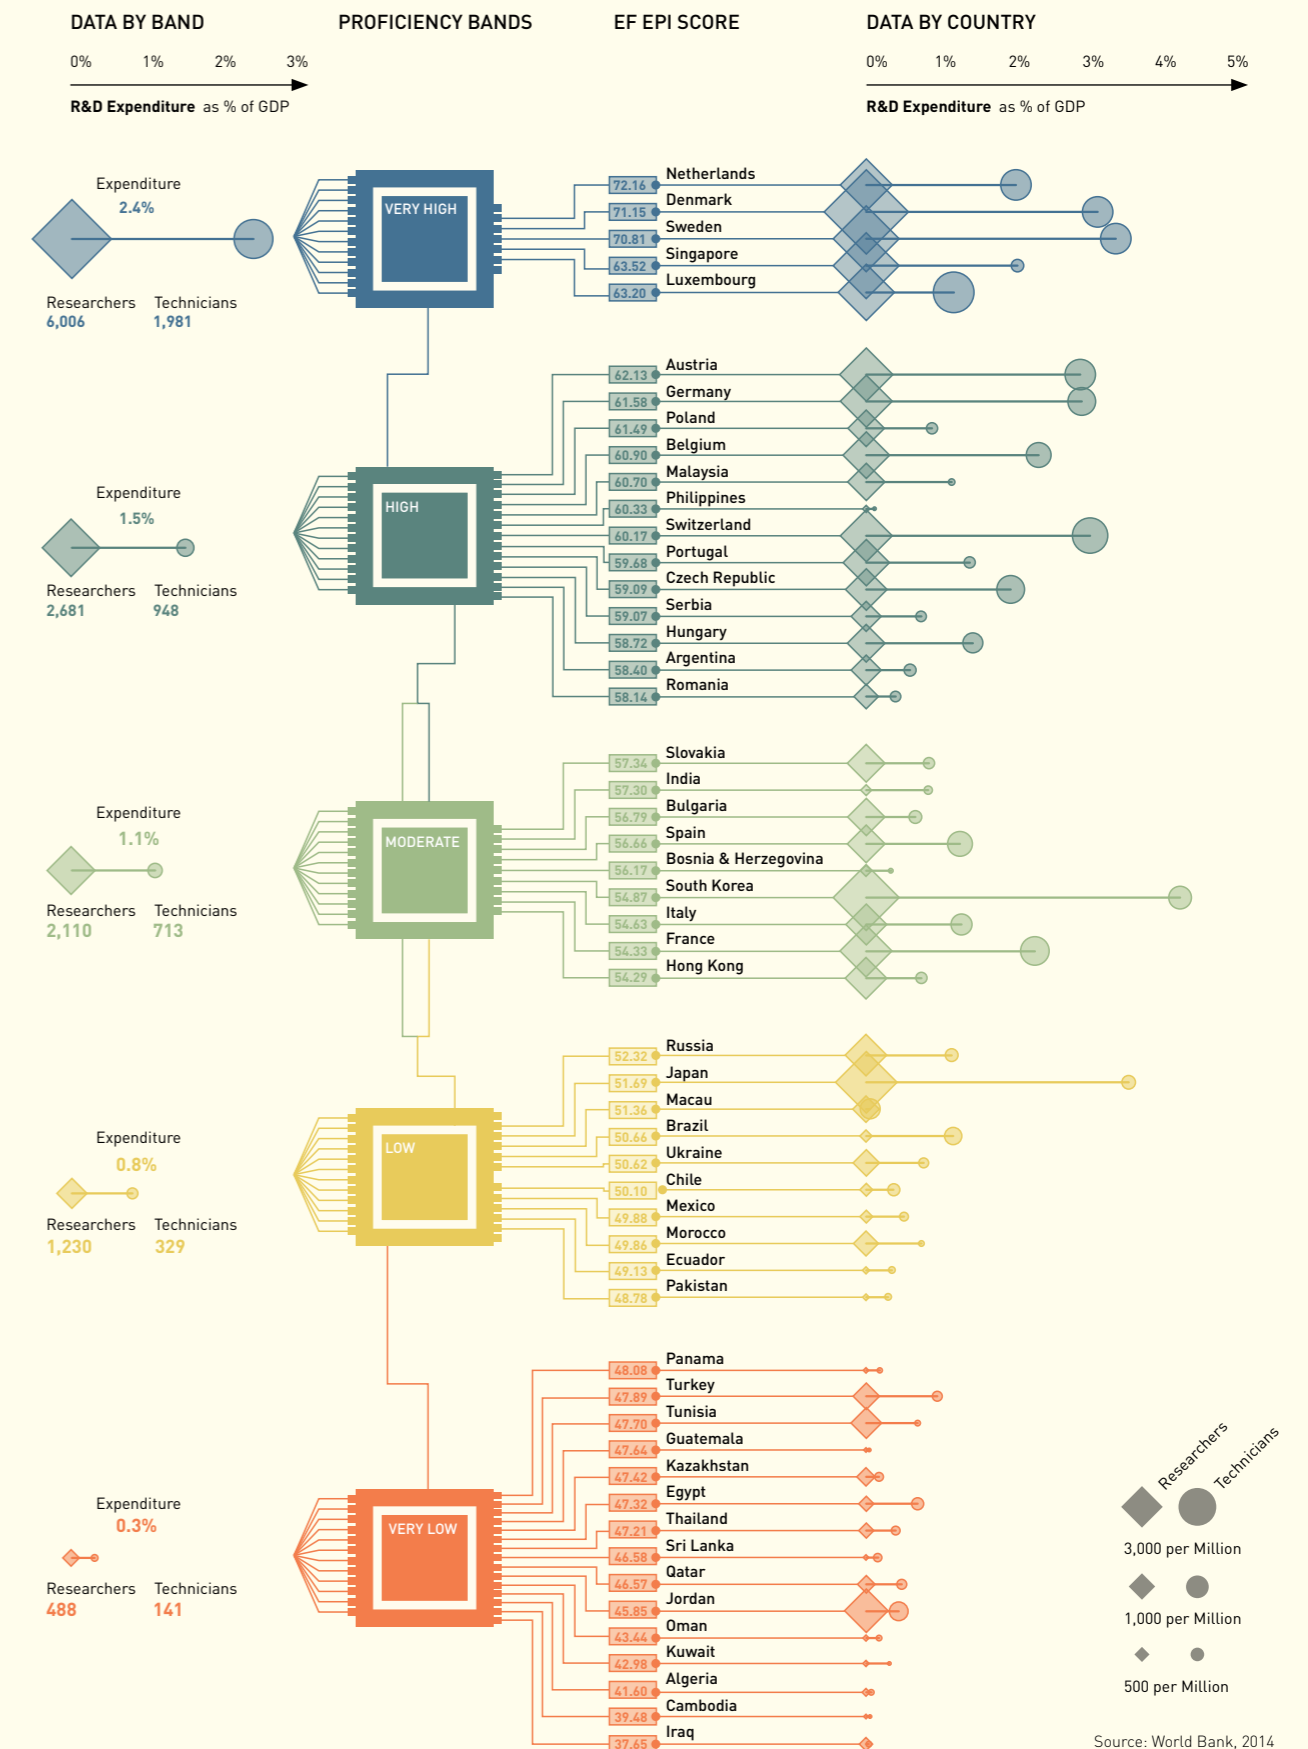 DATA BY BAND
PROFICIENCY BANDS
EF EPI SCORE
DATA BY COUNTRY
0% 1% 2% 3%
R&D Expenditure as % of GDP
0% 1% 2% 3% 4% 5%
R&D Expenditure as % of GDP
Expenditure
2.4%
Researchers Technicians
6,006 1,981
VERY HIGH
72.16 Netherlands
71.15 Denmark
70.81 Sweden
63.52 Singapore
63.20 Luxembourg
Expenditure
1.5%
Researchers Technicians
2,681 948
HIGH
62.13 Austria
61.58 Germany
61.49 Poland
60.90 Belgium
60.70 Malaysia
60.33 Philippines
60.17 Switzerland
59.68 Portugal
59.09 Czech Republic
59.07 Serbia
58.72 Hungary
58.40 Argentina
58.14 Romania
Expenditure
1.1%
Researchers Technicians
2,110 713
MODERATE
57.34 Slovakia
57.30 India
56.79 Bulgaria
56.66 Spain
56.17 Bosnia & Herzegovina
54.87 South Korea
54.63 Italy
54.33 France
54.29 Hong Kong
Expenditure
0.8%
Researchers Technicians
1,230 329
LOW
52.32 Russia
51.69 Japan
51.36 Macau
50.66 Brazil
50.62 Ukraine
50.10 Chile
49.88 Mexico
49.86 Morocco
49.13 Ecuador
48.78 Pakistan
Expenditure
0.3%
Researchers Technicians
488 141
VERY LOW
48.08 Panama
47.89 Turkey
47.70 Tunisia
47.64 Guatemala
47.42 Kazakhstan
47.32 Egypt
47.21 Thailand
46.58 Sri Lanka
46.57 Qatar
45.85 Jordan
43.44 Oman
42.98 Kuwait
41.60 Algeria
39.48 Cambodia
37.65 Iraq
Researchers
Technicians
3,000 per Million
1,000 per Million
500 per Million
Source: World Bank, 2014